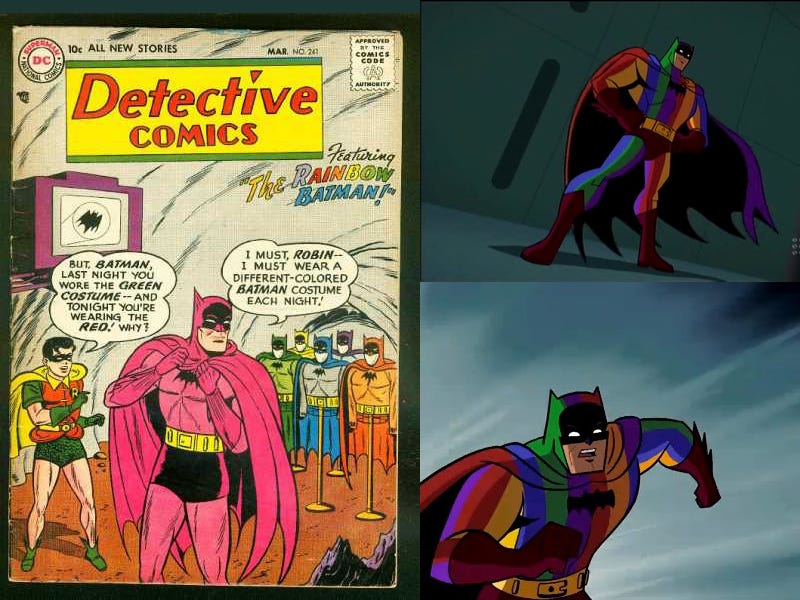 SUPERMAN
DC
NATIONAL COMICS
10c ALL NEW STORIES
MAR. NO. 241
APPROVED
BY THE
COMICS
CODE
CA
AUTHORITY
Detective
COMICS
Featuring
"The RAINBOW
BATMAN!"
BUT, BATMAN,
LAST NIGHT YOU
WORE THE GREEN
COSTUME -- AND
TONIGHT YOU'RE
WEARING THE
RED! WHY?
I MUST, ROBIN--
I MUST WEAR A
DIFFERENT-COLORED
BATMAN COSTUME
EACH NIGHT!
R